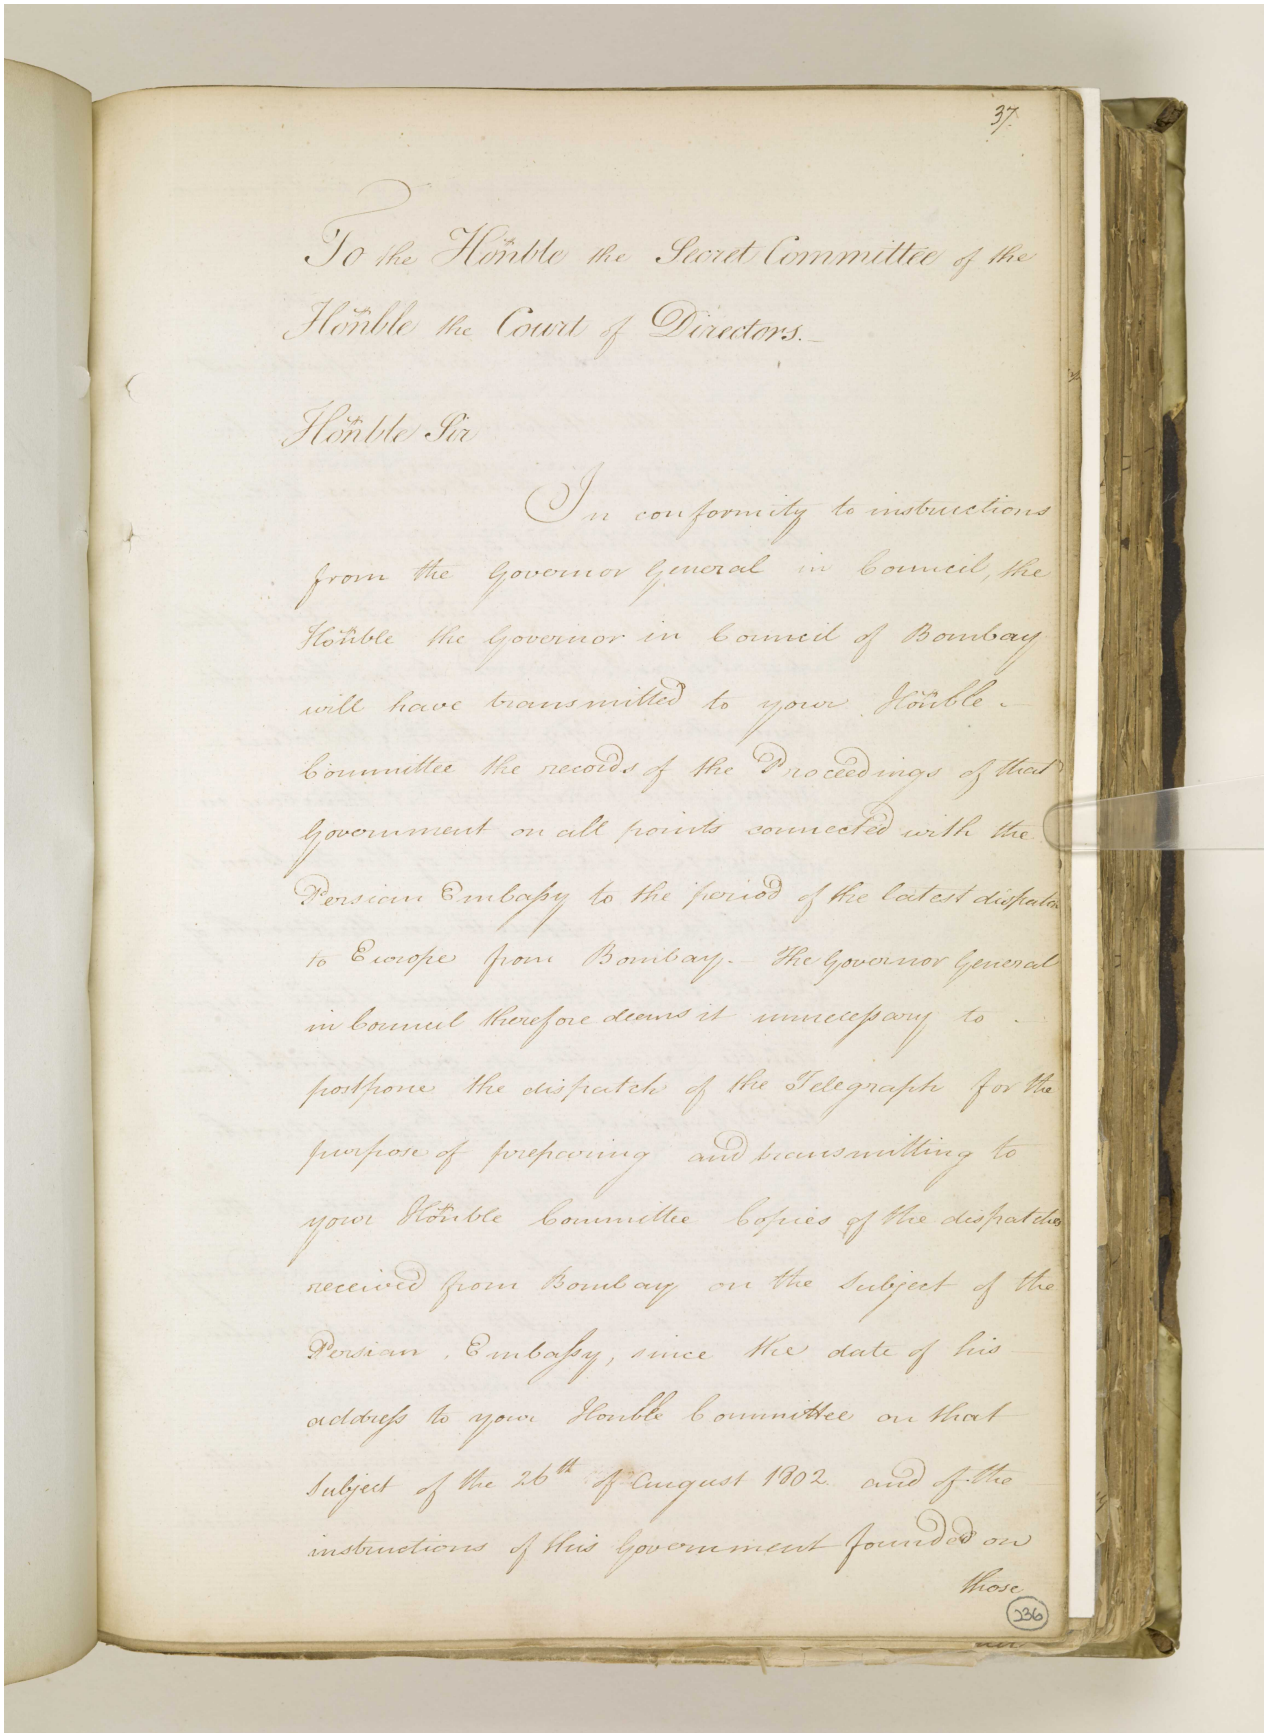 37.
To the Hon'ble the Secret Committee of the
Hon'ble the Court of Directors._
Hon'ble Sir
In conformity to instructions
from the Governor General in Council, the
Hon'ble the Governor in Council of Bombay
will have transmitted to your Hon'ble
Committee the records of the Proceedings of that
Government on all points connected with the
Persian Embaſsy to the period of the latest dispatch
to Europe from Bombay. The Governor General
in Council therefore deems it unneceſsary to
postpone the dispatch of the Telegraph for the
purpose of preparing and transmitting to
your Hon'ble Committee Copies of the dispatches
received from Bombay on the Subject of the
Persian Embaſsy, since the date of his
addreſs to your Honble Committee on that
Subject of the 26th of August 1802. and of the
instructions of this Government founded on
those
236